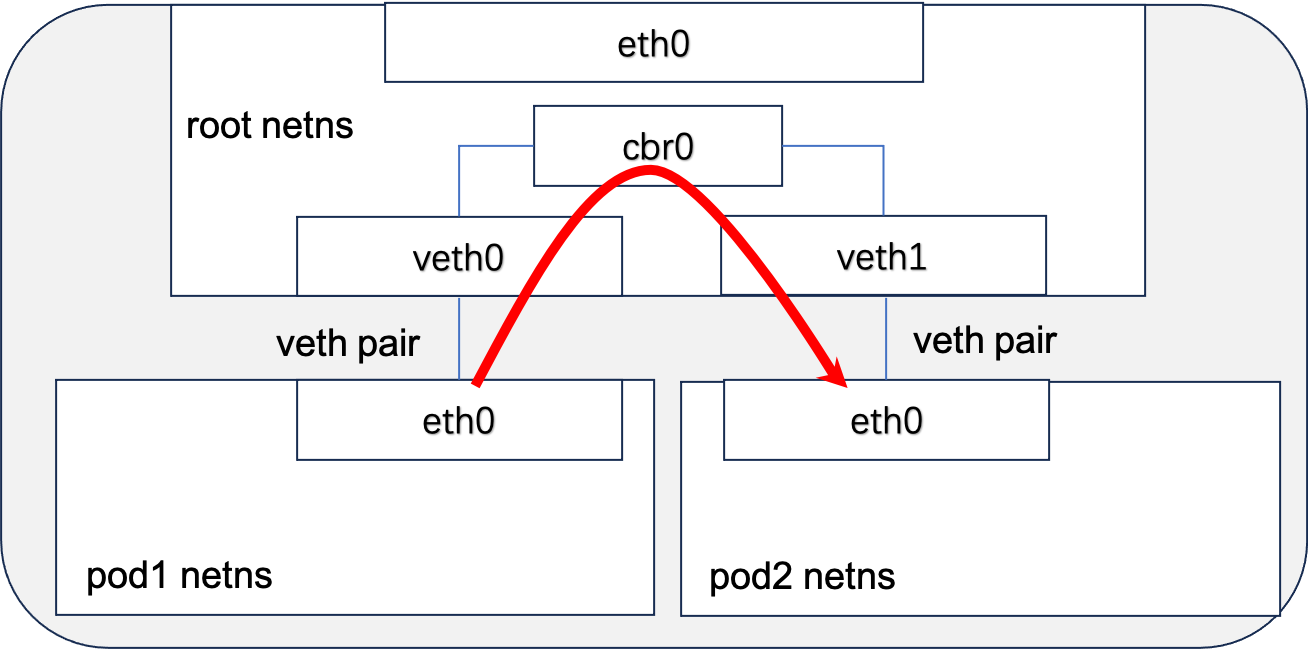 eth0
root netns
cbr0
veth0
veth1
veth pair
veth pair
eth0
eth0
pod1 netns
pod2 netns